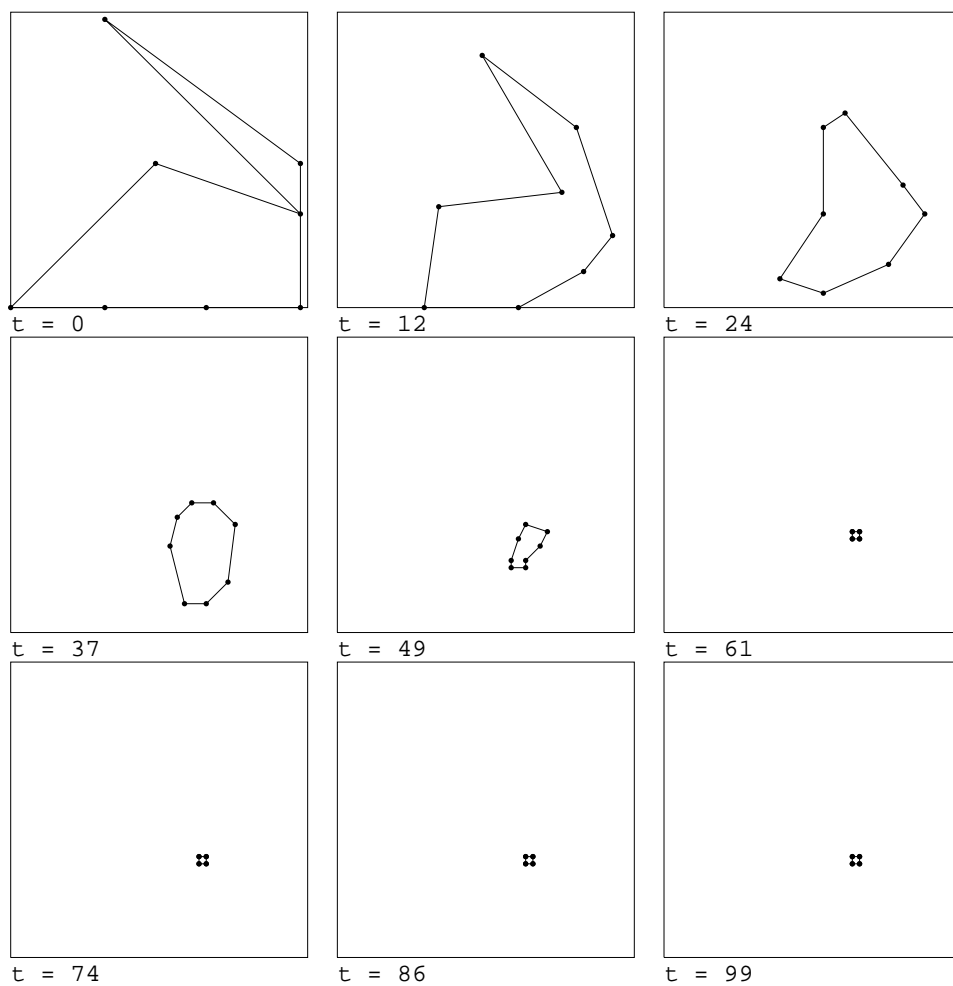 t = 0
t = 12
t = 24
t = 37
t = 49
t = 61
t = 74
t = 86
t = 99